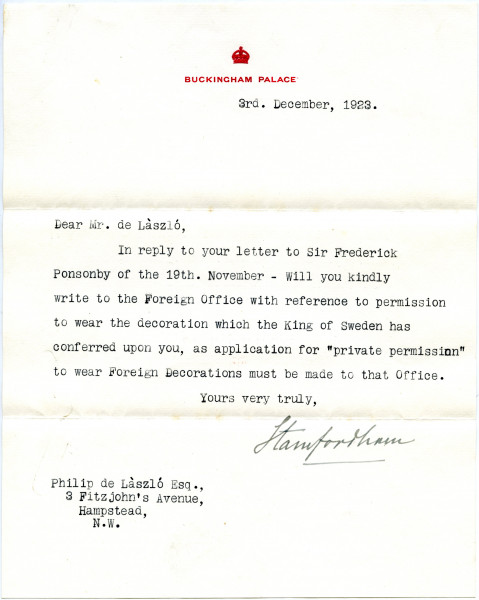 BUCKINGHAM PALACE
3rd. December, 1923.
Dear Mr. de Làszló,
In reply to your letter to Sir Frederick
Ponsonby of the 19th. November - Will you kindly
write to the Foreign Office with reference to permission
to wear the decoration which the King of Sweden has
conferred upon you, as application for "private permission"
to wear Foreign Decorations must be made to that Office.
Yours very truly,
Stamfordham
Philip de Làszló Esq.,
3 Fitzjohn's Avenue,
Hampstead,
N.W.